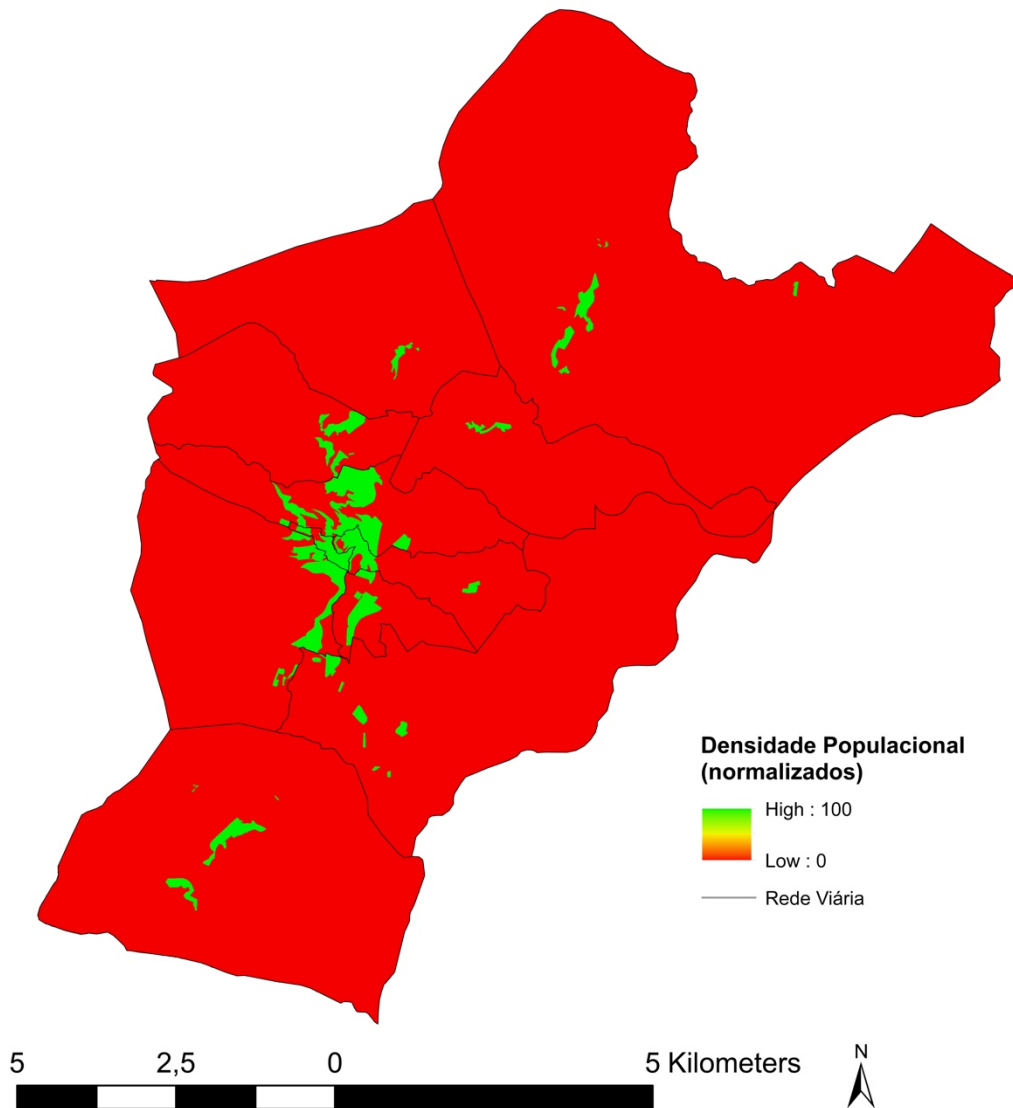 Densidade Populacional
(normalizados)
High : 100
Low : 0
Rede Viária
5 2,5 0 5 Kilometers
N